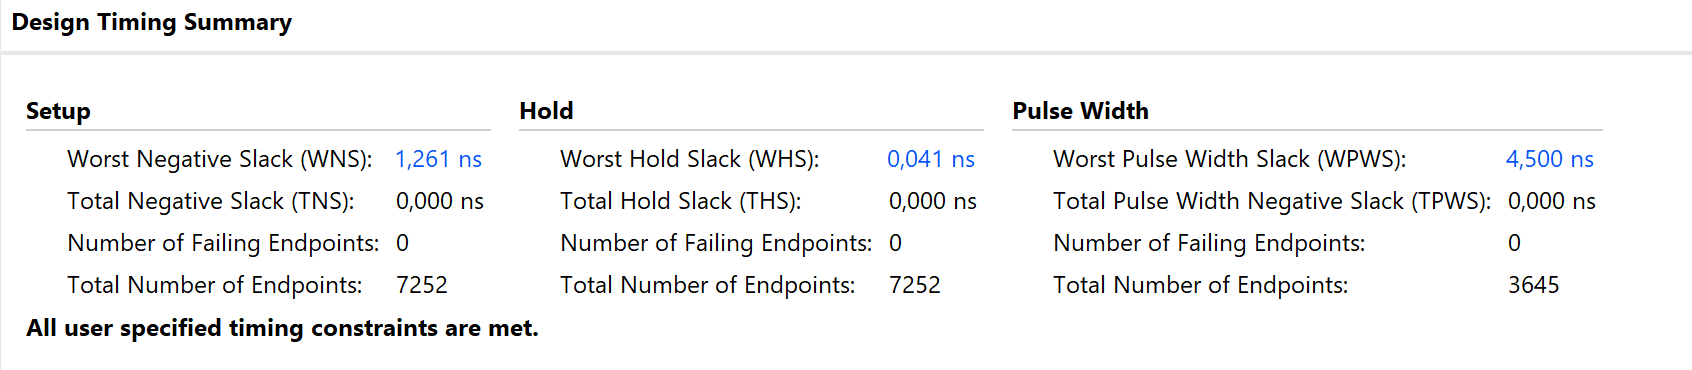 Design Timing Summary
Setup Hold Pulse Width
Worst Negative Slack (WNS): 1,261 ns Worst Hold Slack (WHS): 0,041 ns Worst Pulse Width Slack (WPWS): 4,500 ns
Total Negative Slack (TNS): 0,000 ns Total Hold Slack (THS): 0,000 ns Total Pulse Width Negative Slack (TPWS): 0,000 ns
Number of Failing Endpoints: 0 Number of Failing Endpoints: 0 Number of Failing Endpoints: 0
Total Number of Endpoints: 7252 Total Number of Endpoints: 7252 Total Number of Endpoints: 3645
All user specified timing constraints are met.